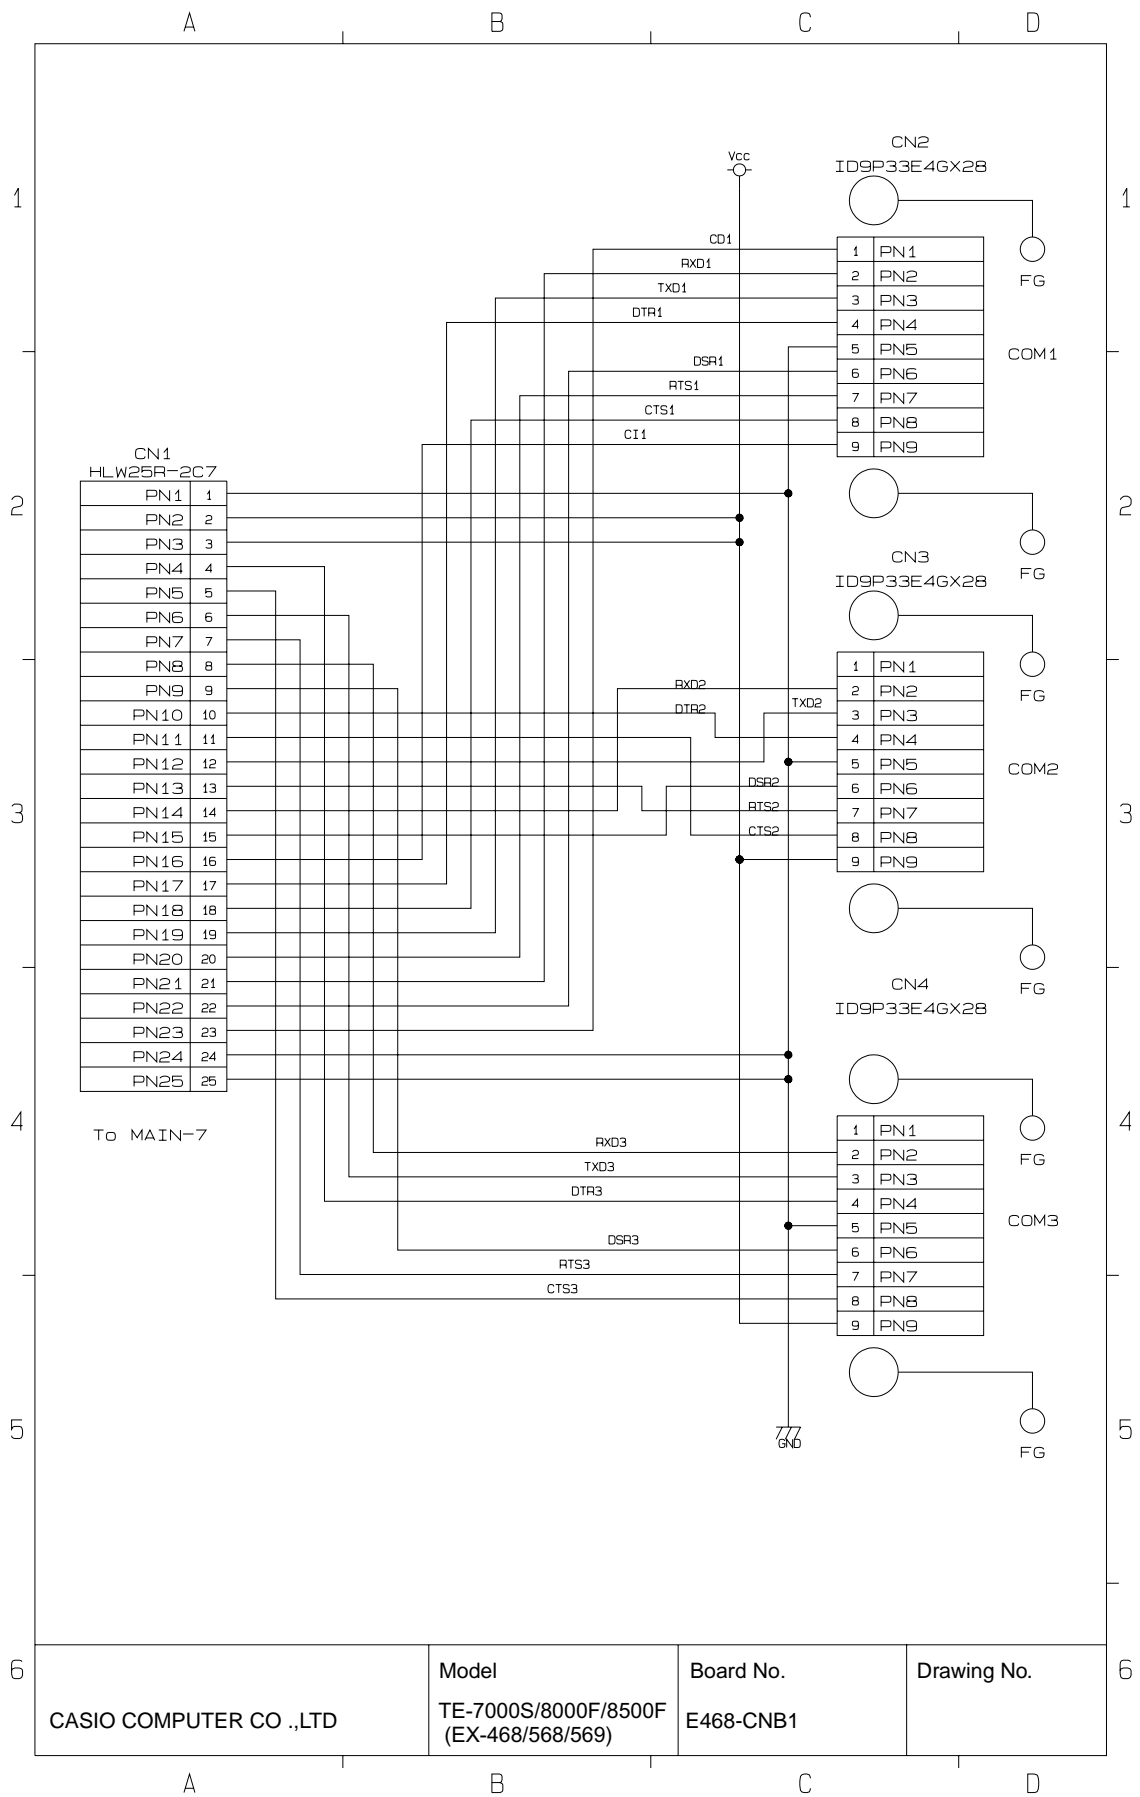 A B C D
1 1
2 2
3 3
4 4
5 5
6 6
Vcc
CN2
ID9P33E4GX28
CD1
RXD1
TXD1
DTR1
DSR1
RTS1
CTS1
CI1
1 PN1
2 PN2
3 PN3
4 PN4
5 PN5
6 PN6
7 PN7
8 PN8
9 PN9
FG
COM1
FG
CN1
HLW25R-2C7
PN1 1
PN2 2
PN3 3
PN4 4
PN5 5
PN6 6
PN7 7
PN8 8
PN9 9
PN10 10
PN11 11
PN12 12
PN13 13
PN14 14
PN15 15
PN16 16
PN17 17
PN18 18
PN19 19
PN20 20
PN21 21
PN22 22
PN23 23
PN24 24
PN25 25
To MAIN-7
CN3
ID9P33E4GX28
RXD2
DTR2
TXD2
DSR2
RTS2
CTS2
1 PN1
2 PN2
3 PN3
4 PN4
5 PN5
6 PN6
7 PN7
8 PN8
9 PN9
FG
COM2
FG
CN4
ID9P33E4GX28
RXD3
TXD3
DTR3
DSR3
RTS3
CTS3
1 PN1
2 PN2
3 PN3
4 PN4
5 PN5
6 PN6
7 PN7
8 PN8
9 PN9
FG
COM3
FG
GND
CASIO COMPUTER CO .,LTD
Model
TE-7000S/8000F/8500F
(EX-468/568/569)
Board No.
E468-CNB1
Drawing No.
A B C D